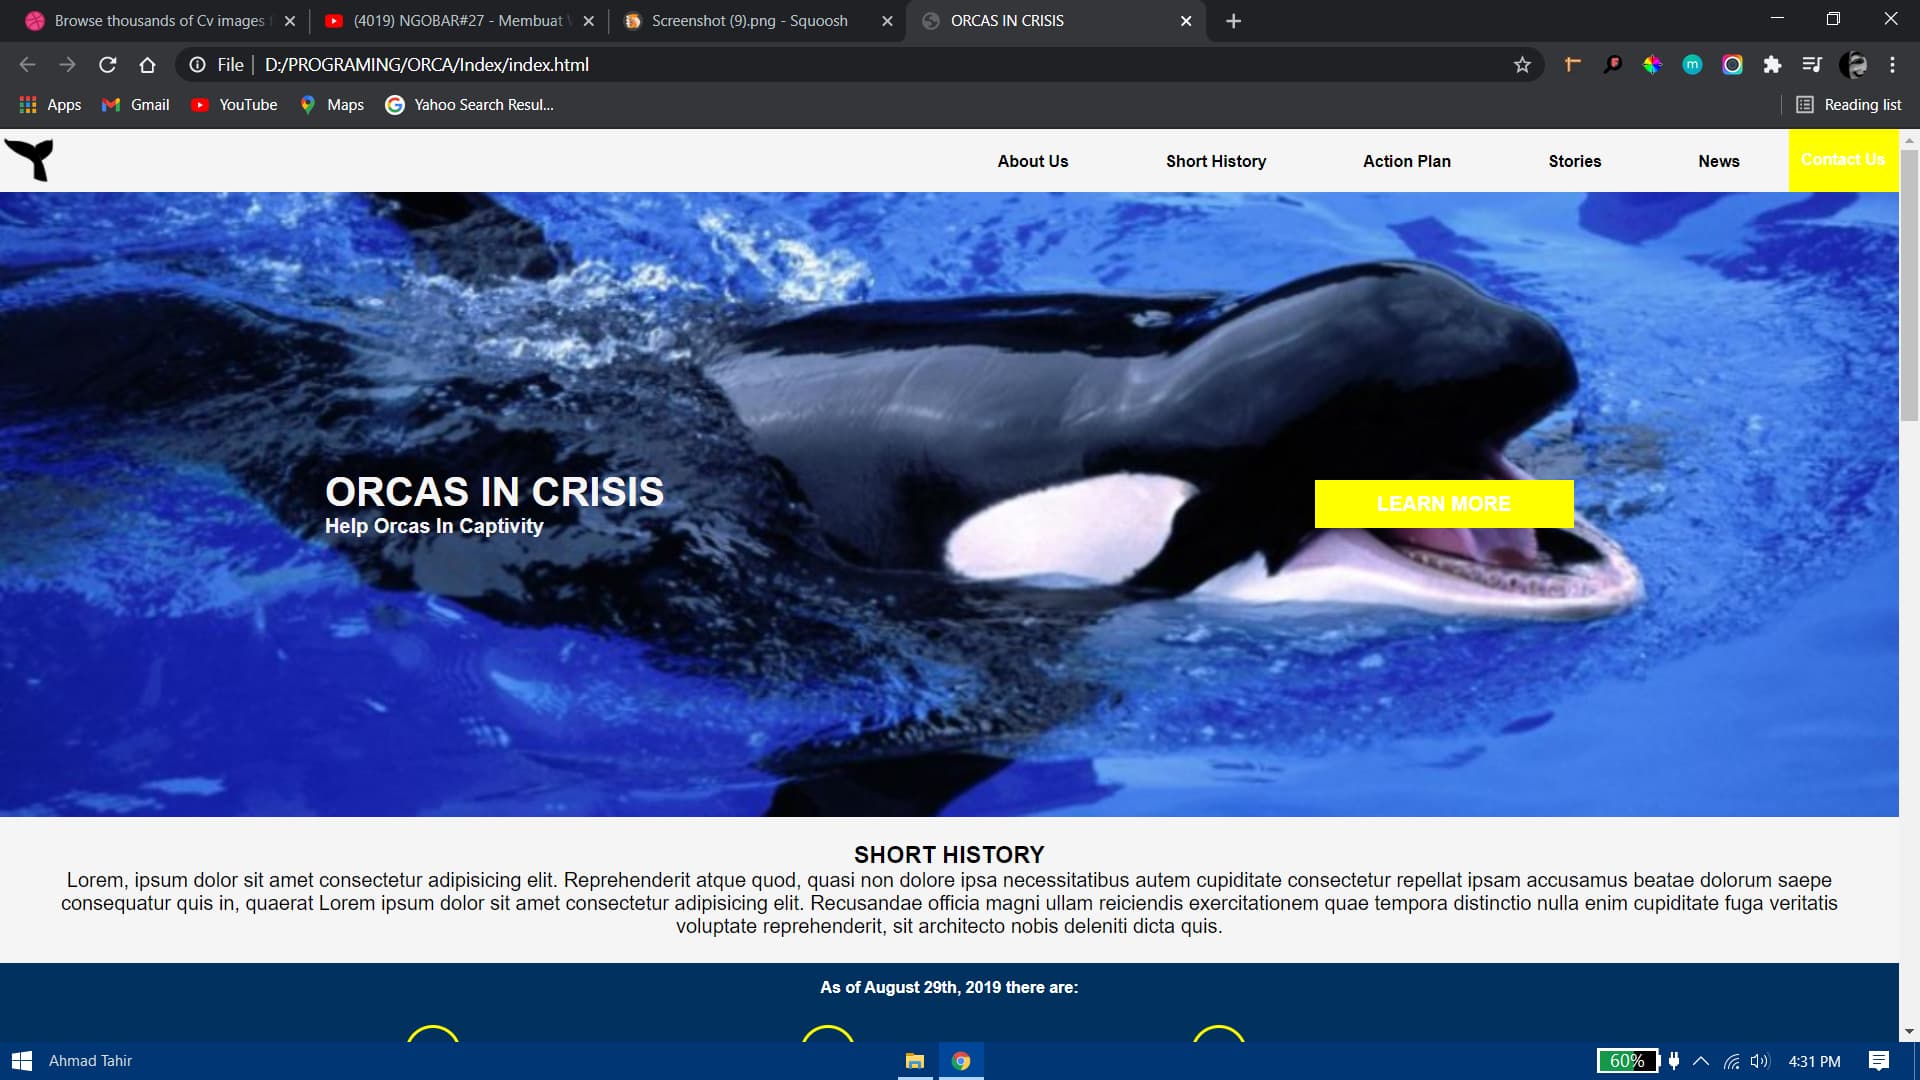 Browse thousands of Cv images
(4019) NGOBAR#27 - Membuat
Screenshot (9).png - Squoosh
ORCAS IN CRISIS
File
D:/PROGRAMING/ORCA/Index/index.html
Apps
Gmail
YouTube
Maps
Yahoo Search Resul...
Reading list
About Us
Short History
Action Plan
Stories
News
Contact Us
ORCAS IN CRISIS
Help Orcas In Captivity
LEARN MORE
SHORT HISTORY
Lorem, ipsum dolor sit amet consectetur adipisicing elit. Reprehenderit atque quod, quasi non dolore ipsa necessitatibus autem cupiditate consectetur repellat ipsam accusamus beatae dolorum saepe
consequatur quis in, quaerat Lorem ipsum dolor sit amet consectetur adipisicing elit. Recusandae officia magni ullam reiciendis exercitationem quae tempora distinctio nulla enim cupiditate fuga veritatis
voluptate reprehenderit, sit architecto nobis deleniti dicta quis.
As of August 29th, 2019 there are:
Ahmad Tahir
60%
4:31 PM